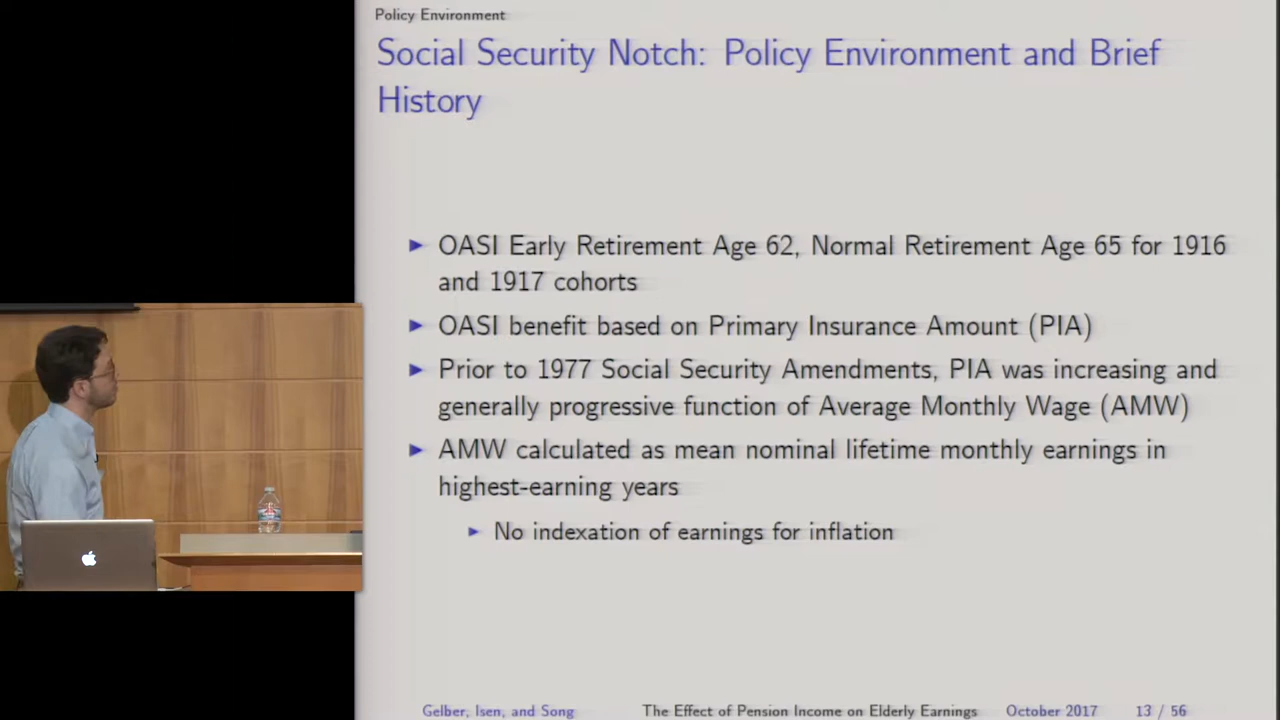 Policy Environment
Social Security Notch: Policy Environment and Brief
History
▶ OASI Early Retirement Age 62, Normal Retirement Age 65 for 1916
and 1917 cohorts
▶ OASI benefit based on Primary Insurance Amount (PIA)
▶ Prior to 1977 Social Security Amendments, PIA was increasing and
generally progressive function of Average Monthly Wage (AMW)
▶ AMW calculated as mean nominal lifetime monthly earnings in
highest-earning years
▶ No indexation of earnings for inflation
Gelber, Isen, and Song The Effect of Pension Income on Elderly Earnings October 2017 13 / 56